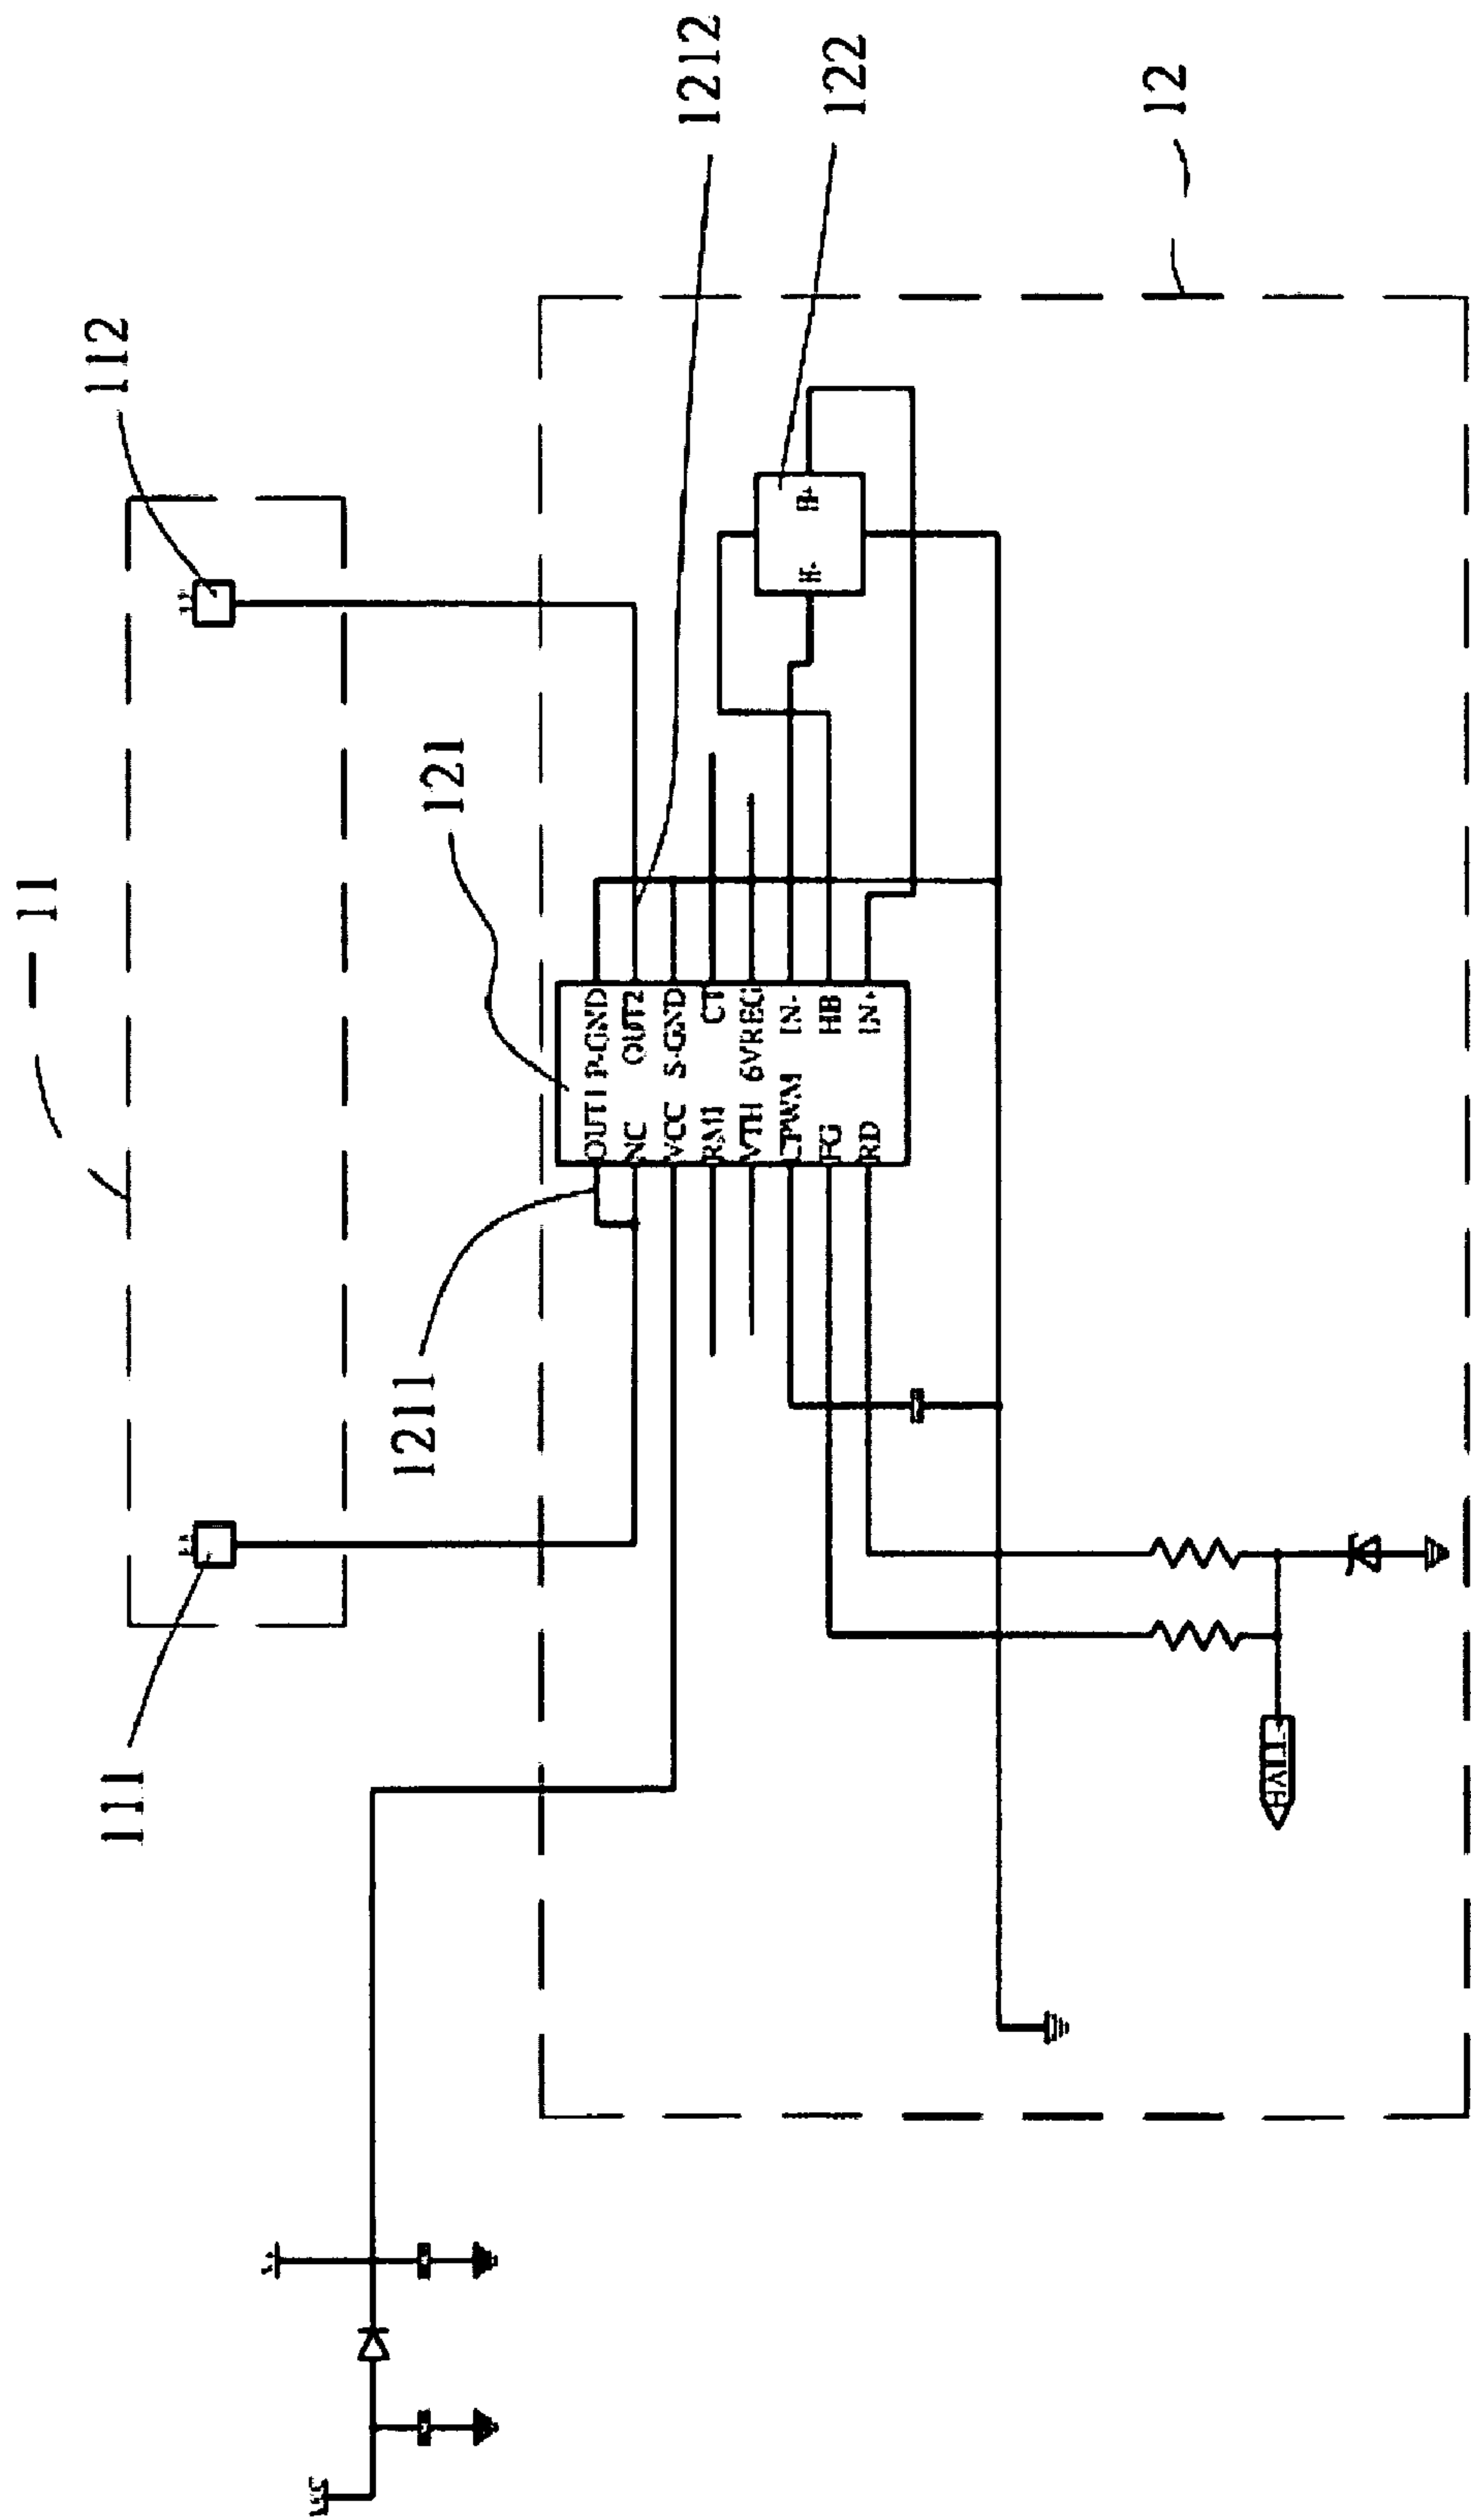 11
111
112
1211
121
1212
122
12
OUT1 P-GND
NC OUT2
VCC S-GND
RMI CT
VTH 6VREG
CPWM IN-
FG HB
RD IN+
H-
H+